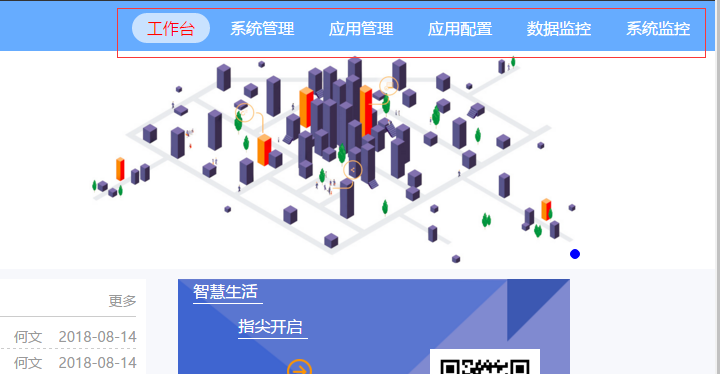 工作台 系统管理 应用管理 应用配置 数据监控 系统监控
更多
何文 2018-08-14
何文 2018-08-14
智慧生活
指尖开启